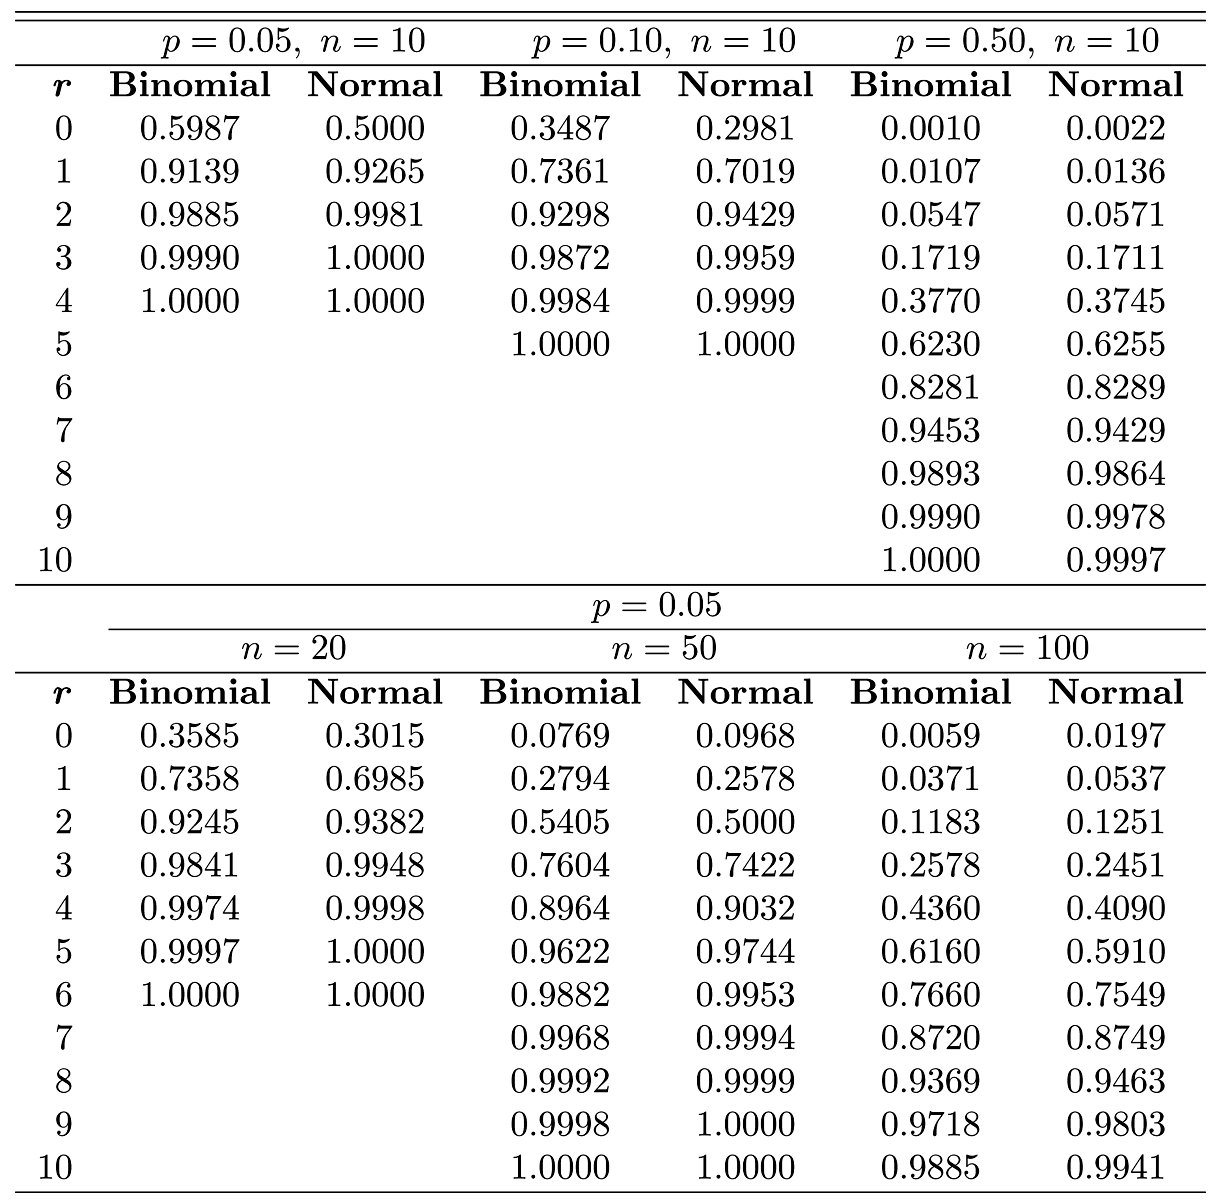 p = 0.05, n = 10 p = 0.10, n = 10 p = 0.50, n = 10
r Binomial Normal Binomial Normal Binomial Normal
0 0.5987 0.5000 0.3487 0.2981 0.0010 0.0022
1 0.9139 0.9265 0.7361 0.7019 0.0107 0.0136
2 0.9885 0.9981 0.9298 0.9429 0.0547 0.0571
3 0.9990 1.0000 0.9872 0.9959 0.1719 0.1711
4 1.0000 1.0000 0.9984 0.9999 0.3770 0.3745
5 1.0000 1.0000 0.6230 0.6255
6 0.8281 0.8289
7 0.9453 0.9429
8 0.9893 0.9864
9 0.9990 0.9978
10 1.0000 0.9997
p = 0.05
n = 20 n = 50 n = 100
r Binomial Normal Binomial Normal Binomial Normal
0 0.3585 0.3015 0.0769 0.0968 0.0059 0.0197
1 0.7358 0.6985 0.2794 0.2578 0.0371 0.0537
2 0.9245 0.9382 0.5405 0.5000 0.1183 0.1251
3 0.9841 0.9948 0.7604 0.7422 0.2578 0.2451
4 0.9974 0.9998 0.8964 0.9032 0.4360 0.4090
5 0.9997 1.0000 0.9622 0.9744 0.6160 0.5910
6 1.0000 1.0000 0.9882 0.9953 0.7660 0.7549
7 0.9968 0.9994 0.8720 0.8749
8 0.9992 0.9999 0.9369 0.9463
9 0.9998 1.0000 0.9718 0.9803
10 1.0000 1.0000 0.9885 0.9941